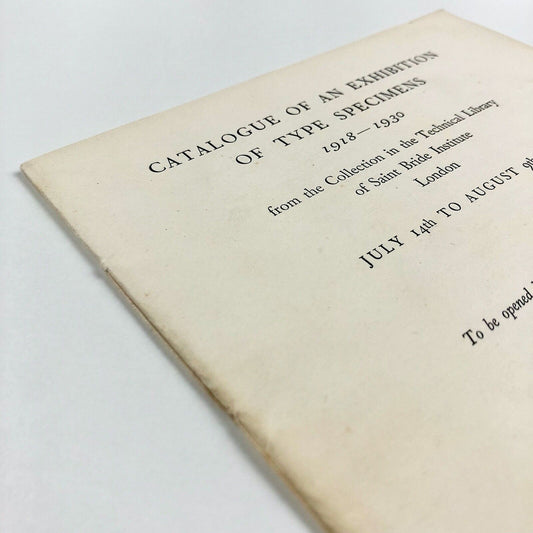 CATALOGUE OF AN EXHIBITION
OF TYPE SPECIMENS
1918—1930
from the Collection in the Technical Library
of Saint Bride Institute
London
JULY 14th TO AUGUST
To be opened